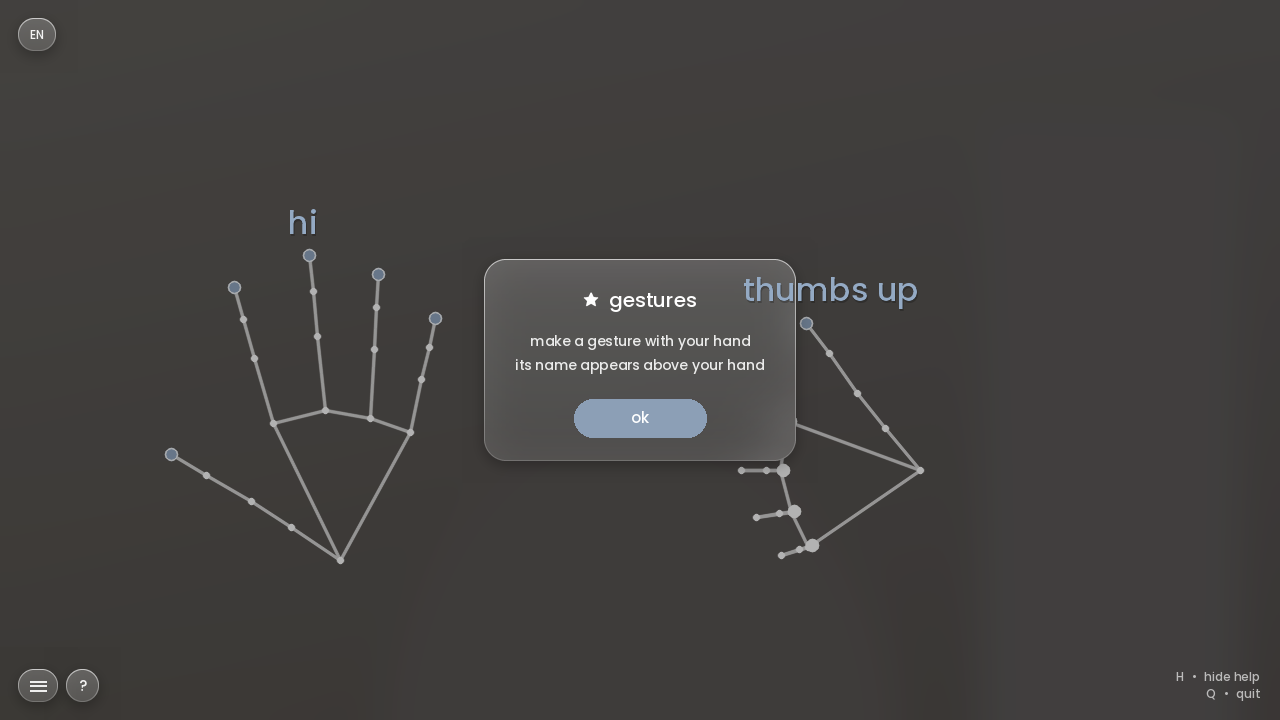 EN
hi
thumbs up
gestures
make a gesture with your hand
its name appears above your hand
ok
?
H • hide help
Q • quit